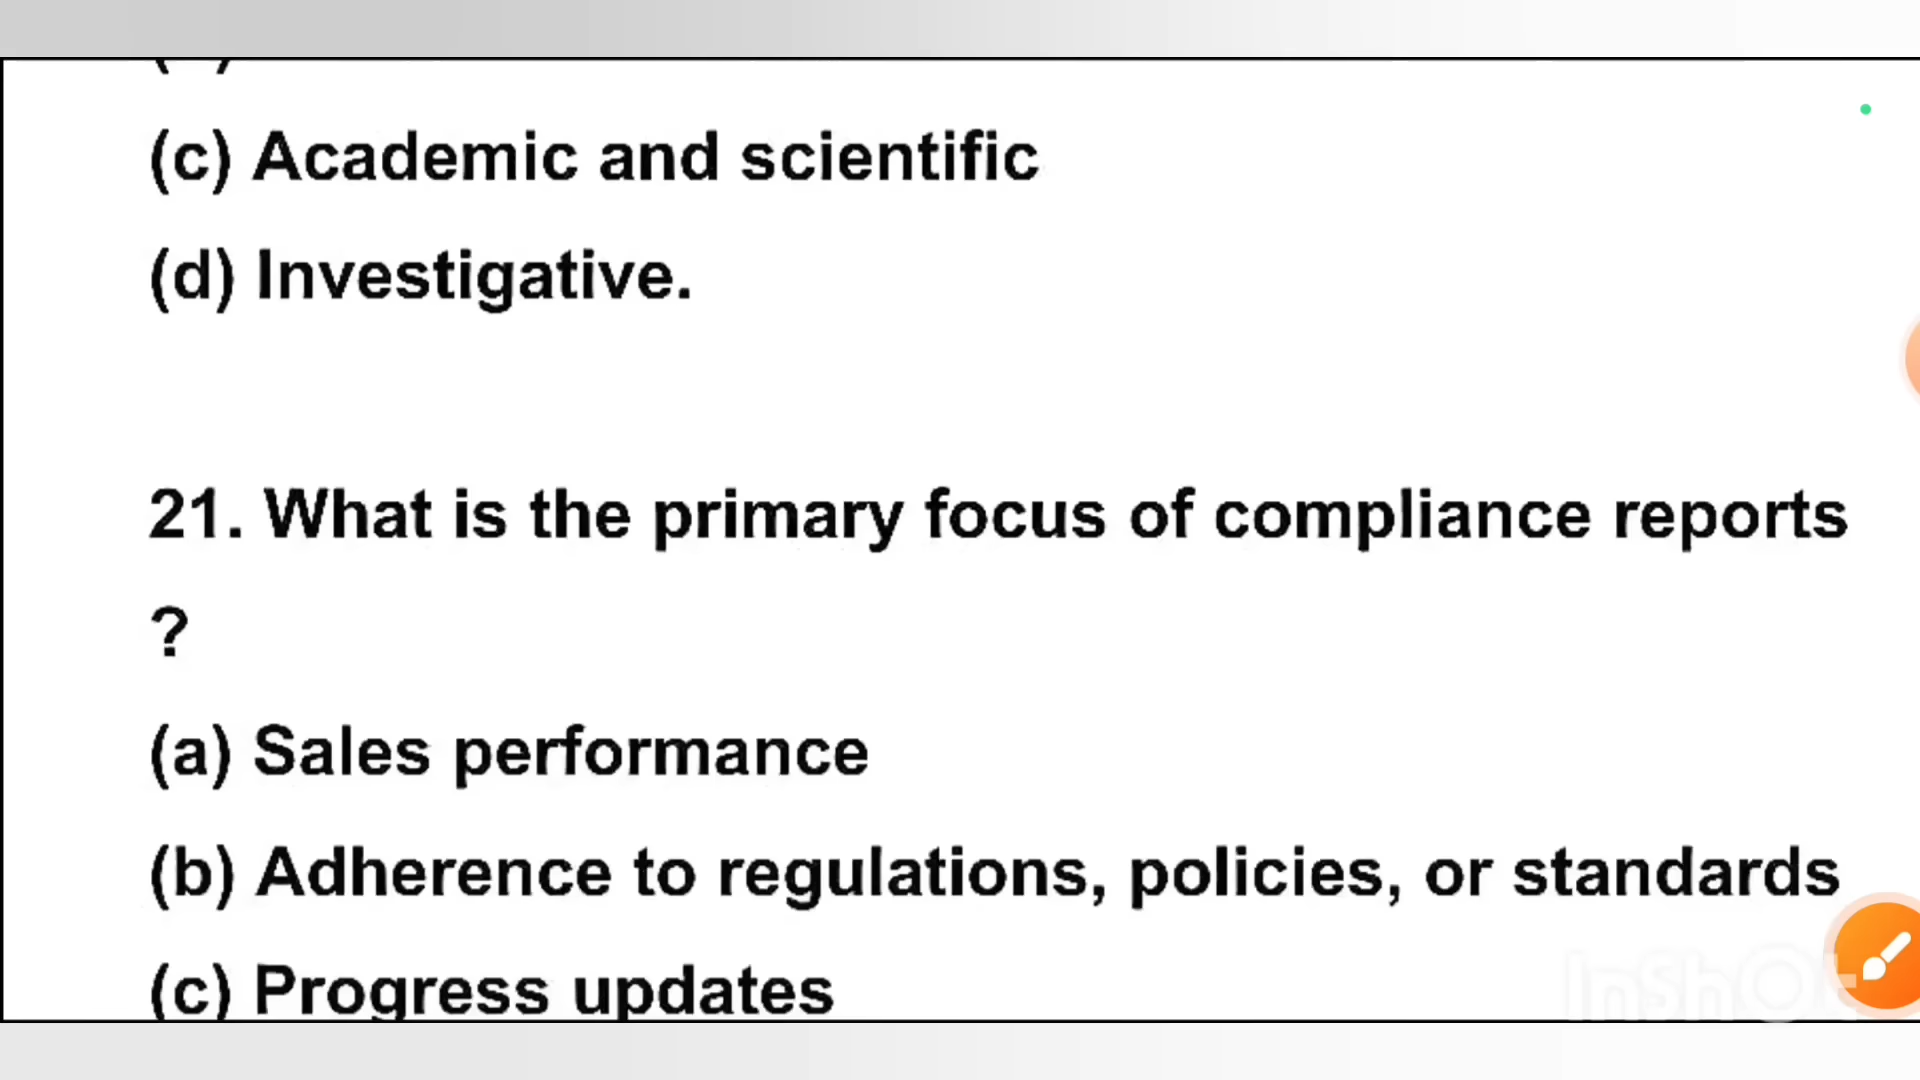 (c) Academic and scientific
(d) Investigative.
21. What is the primary focus of compliance reports
?
(a) Sales performance
(b) Adherence to regulations, policies, or standards
(c) Progress updates
InShOt